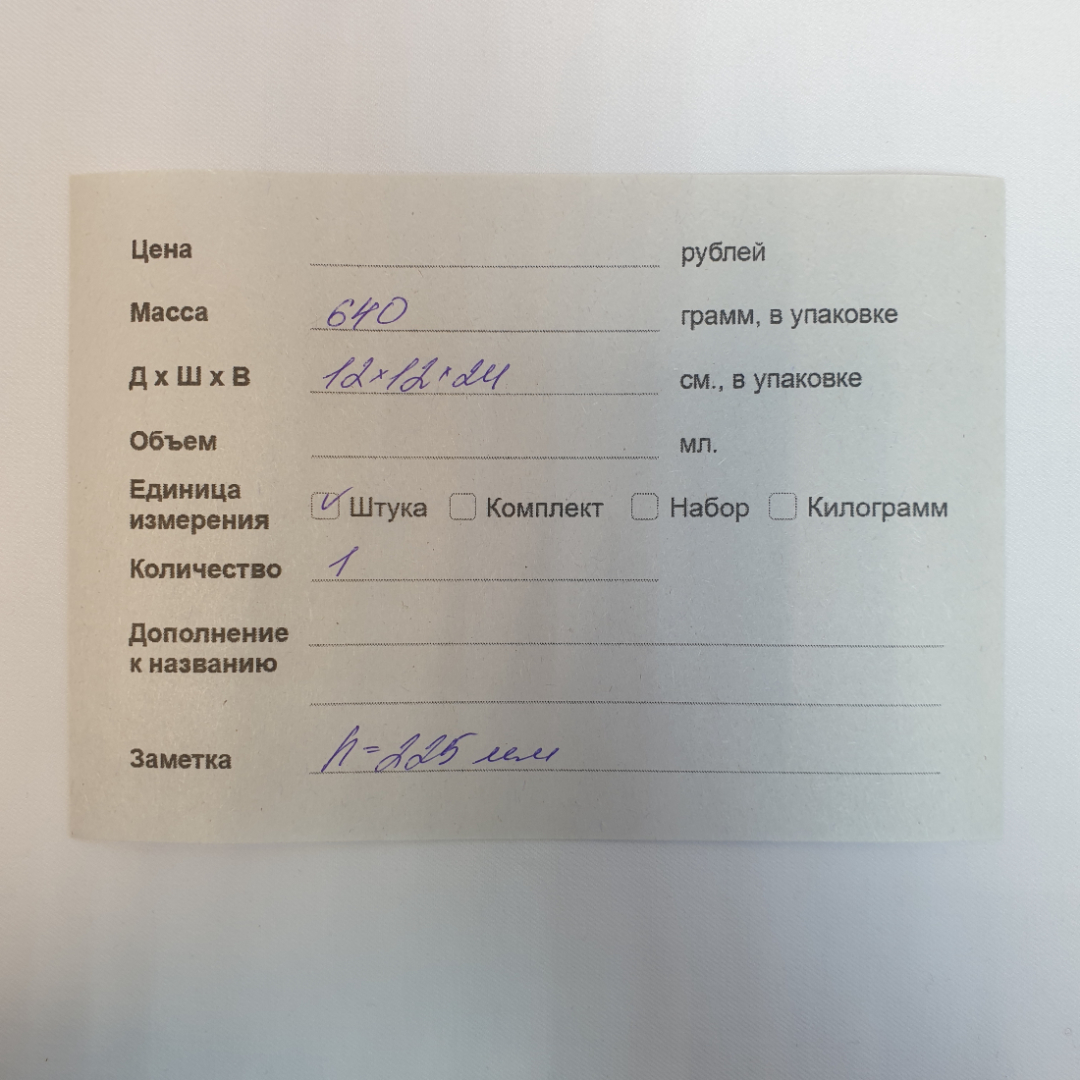 Цена рублей
Масса 640 грамм, в упаковке
Д х Ш х В 12×12×24 см., в упаковке
Объем мл.
Единица
измерения ✓ Штука Комплект Набор Килограмм
Количество 1
Дополнение
к названию
Заметка h=225 мм